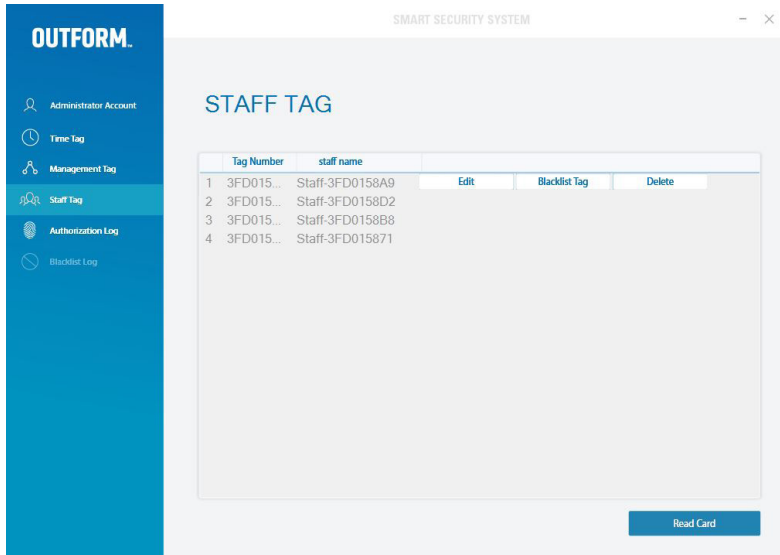 SMART SECURITY SYSTEM
OUTFORM™
Administrator Account
Time Tag
Management Tag
Staff Tag
Authorization Log
Blacklist Log
STAFF TAG
Tag Number staff name
1 3FD015... Staff-3FD0158A9 Edit Blacklist Tag Delete
2 3FD015... Staff-3FD0158D2
3 3FD015... Staff-3FD0158B8
4 3FD015... Staff-3FD015871
Read Card